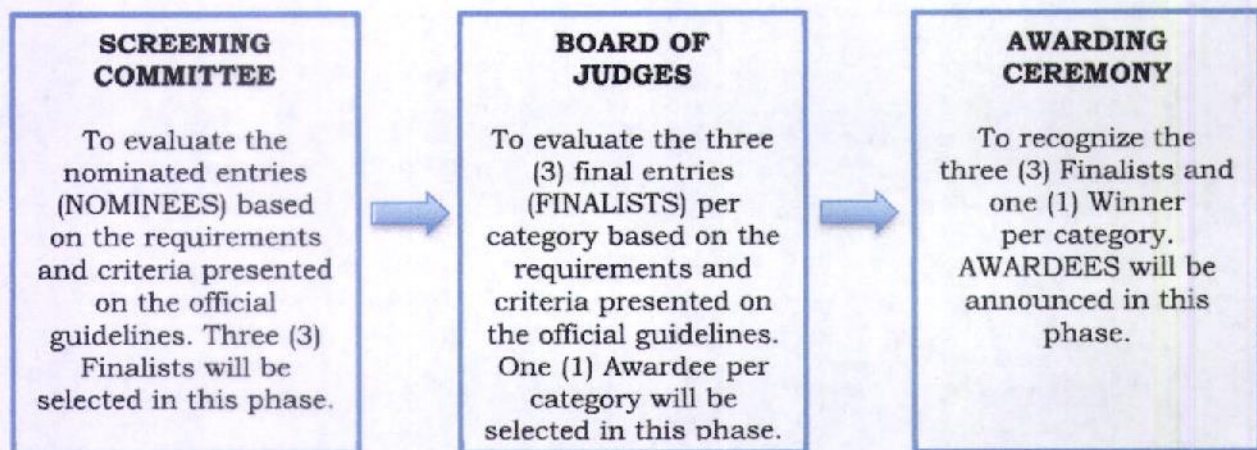 SCREENING
COMMITTEE
To evaluate the
nominated entries
(NOMINEES) based
on the requirements
and criteria presented
on the official
guidelines. Three (3)
Finalists will be
selected in this phase.
BOARD OF
JUDGES
To evaluate the three
(3) final entries
(FINALISTS) per
category based on the
requirements and
criteria presented on
the official guidelines.
One (1) Awardee per
category will be
selected in this phase.
AWARDING
CEREMONY
To recognize the
three (3) Finalists and
one (1) Winner
per category.
AWARDEES will be
announced in this
phase.